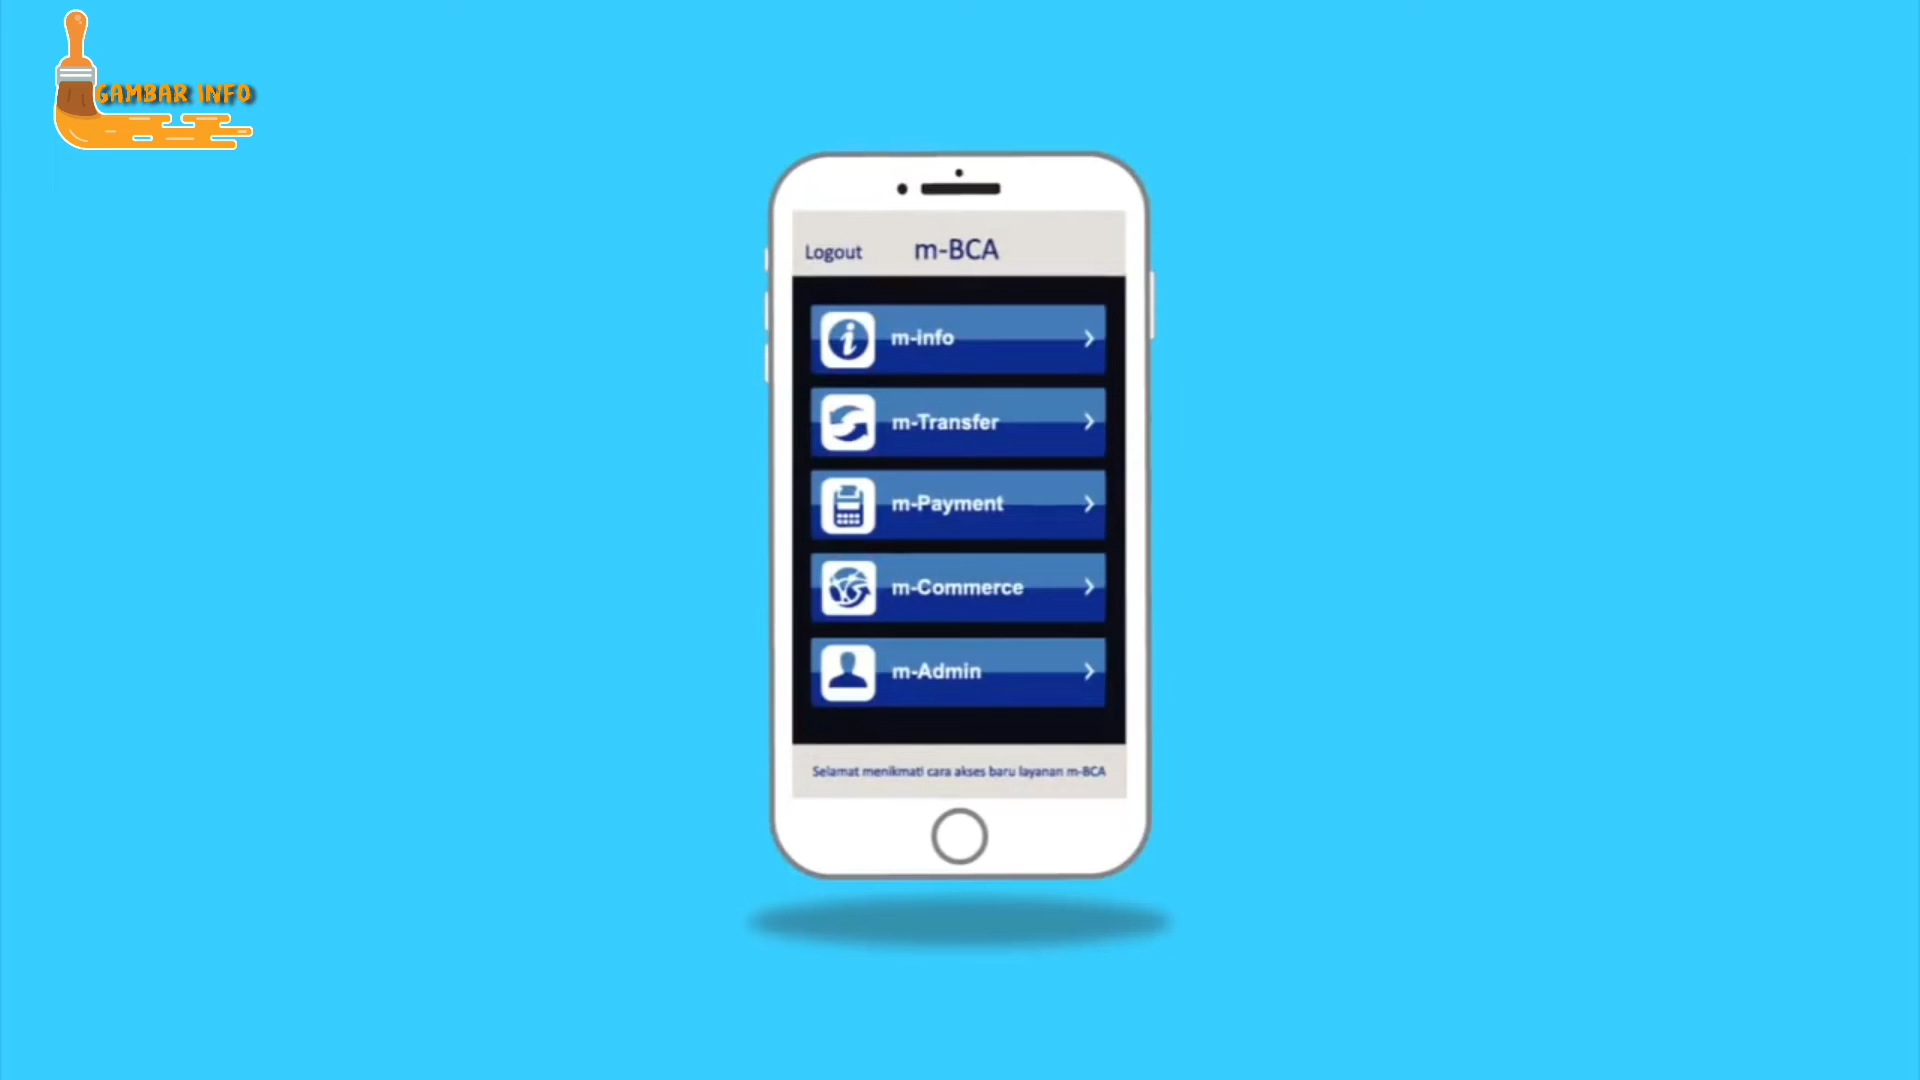 GAMBAR INFO
Logout
m-BCA
m-info
m-Transfer
m-Payment
m-Commerce
m-Admin
Selamat menikmati cara akses baru layanan m-BCA